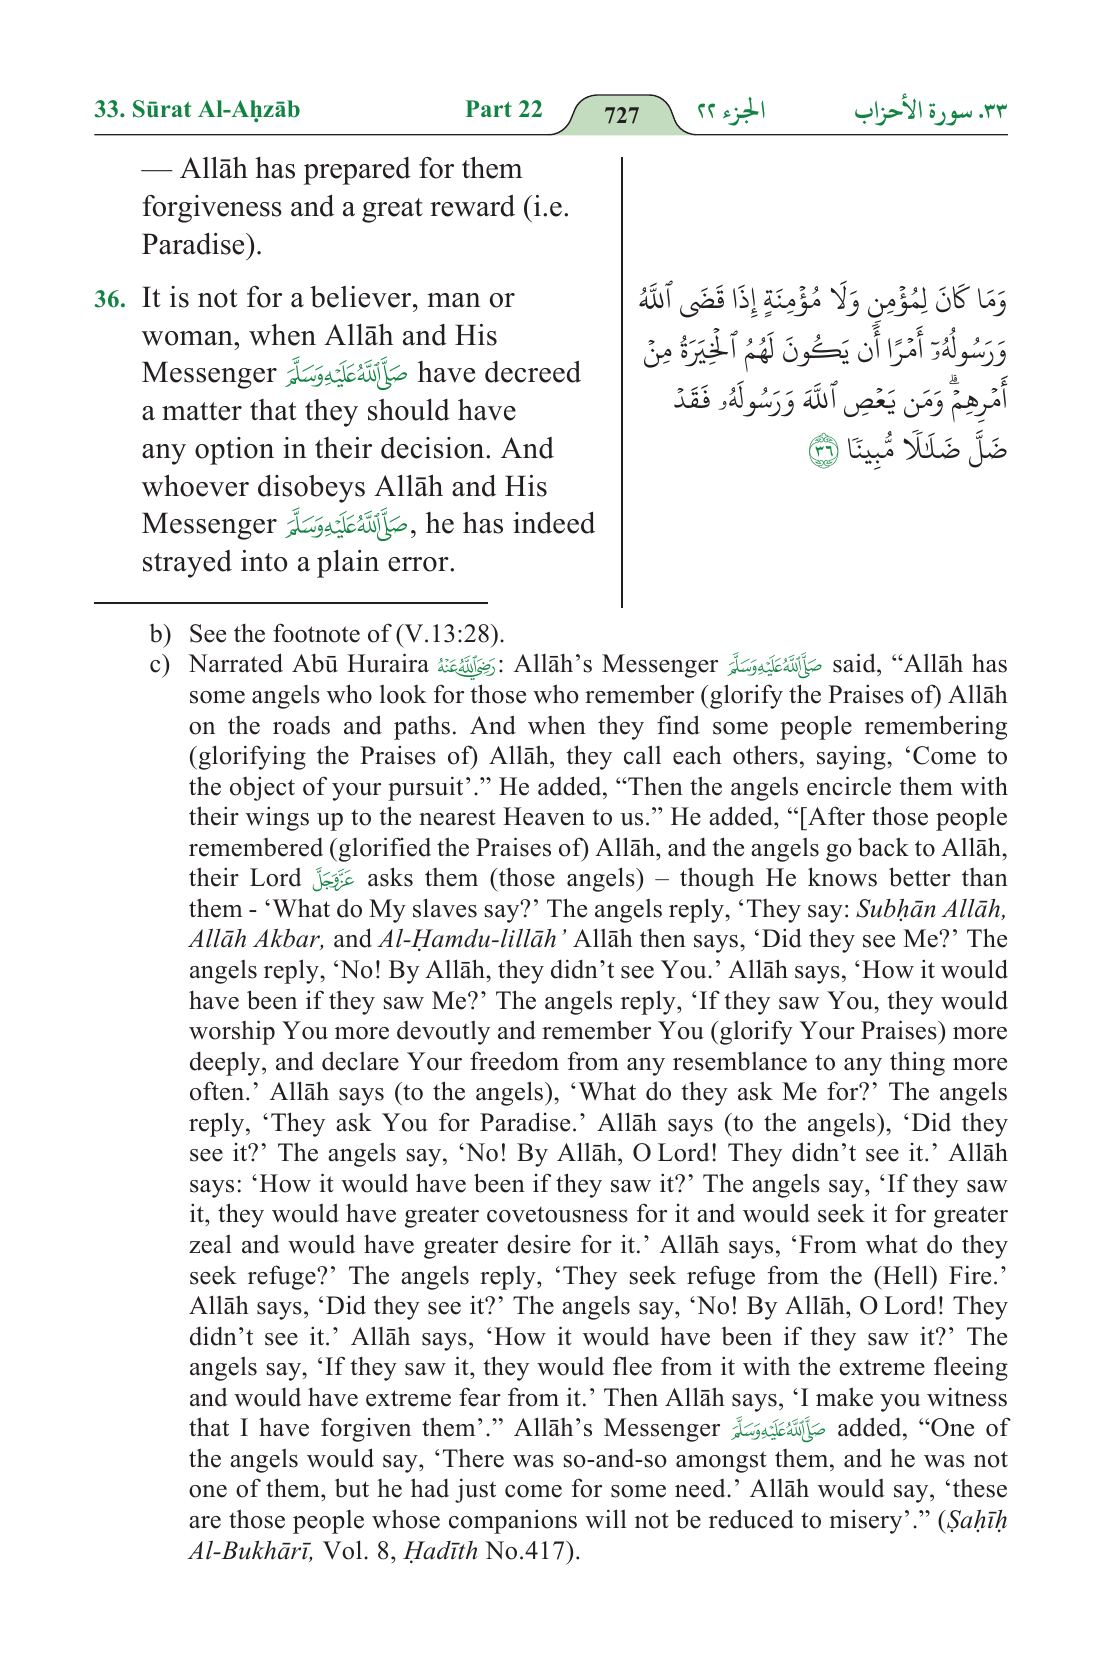 33. Sūrat Al-Aḥzāb Part 22 727 الجزء ٢٢ ٣٣. سورة الأحزاب
— Allāh has prepared for them
forgiveness and a great reward (i.e.
Paradise).
36. It is not for a believer, man or
woman, when Allāh and His
Messenger صَلَّى ٱللَّهُ عَلَيْهِ وَسَلَّمَ have decreed
a matter that they should have
any option in their decision. And
whoever disobeys Allāh and His
Messenger صَلَّى ٱللَّهُ عَلَيْهِ وَسَلَّمَ, he has indeed
strayed into a plain error.
وَمَا كَانَ لِمُؤْمِنٍ وَلَا مُؤْمِنَةٍ إِذَا قَضَى ٱللَّهُ
وَرَسُولُهُۥٓ أَمْرًا أَن يَكُونَ لَهُمُ ٱلْخِيَرَةُ مِنْ
أَمْرِهِمْ ۗ وَمَن يَعْصِ ٱللَّهَ وَرَسُولَهُۥ فَقَدْ
ضَلَّ ضَلَـٰلًا مُّبِينًا ٣٦
b) See the footnote of (V.13:28).
c) Narrated Abū Huraira رَضِيَ ٱللَّهُ عَنْهُ: Allāh’s Messenger صَلَّى ٱللَّهُ عَلَيْهِ وَسَلَّمَ said, “Allāh has
some angels who look for those who remember (glorify the Praises of) Allāh
on the roads and paths. And when they find some people remembering
(glorifying the Praises of) Allāh, they call each others, saying, ‘Come to
the object of your pursuit’.” He added, “Then the angels encircle them with
their wings up to the nearest Heaven to us.” He added, “[After those people
remembered (glorified the Praises of) Allāh, and the angels go back to Allāh,
their Lord عَزَّوَجَلَّ asks them (those angels) – though He knows better than
them - ‘What do My slaves say?’ The angels reply, ‘They say: Subḥān Allāh,
Allāh Akbar, and Al-Ḥamdu-lillāh’ Allāh then says, ‘Did they see Me?’ The
angels reply, ‘No! By Allāh, they didn’t see You.’ Allāh says, ‘How it would
have been if they saw Me?’ The angels reply, ‘If they saw You, they would
worship You more devoutly and remember You (glorify Your Praises) more
deeply, and declare Your freedom from any resemblance to any thing more
often.’ Allāh says (to the angels), ‘What do they ask Me for?’ The angels
reply, ‘They ask You for Paradise.’ Allāh says (to the angels), ‘Did they
see it?’ The angels say, ‘No! By Allāh, O Lord! They didn’t see it.’ Allāh
says: ‘How it would have been if they saw it?’ The angels say, ‘If they saw
it, they would have greater covetousness for it and would seek it for greater
zeal and would have greater desire for it.’ Allāh says, ‘From what do they
seek refuge?’ The angels reply, ‘They seek refuge from the (Hell) Fire.’
Allāh says, ‘Did they see it?’ The angels say, ‘No! By Allāh, O Lord! They
didn’t see it.’ Allāh says, ‘How it would have been if they saw it?’ The
angels say, ‘If they saw it, they would flee from it with the extreme fleeing
and would have extreme fear from it.’ Then Allāh says, ‘I make you witness
that I have forgiven them’.” Allāh’s Messenger صَلَّى ٱللَّهُ عَلَيْهِ وَسَلَّمَ added, “One of
the angels would say, ‘There was so-and-so amongst them, and he was not
one of them, but he had just come for some need.’ Allāh would say, ‘these
are those people whose companions will not be reduced to misery’.” (Ṣaḥīḥ
Al-Bukhārī, Vol. 8, Ḥadīth No.417).